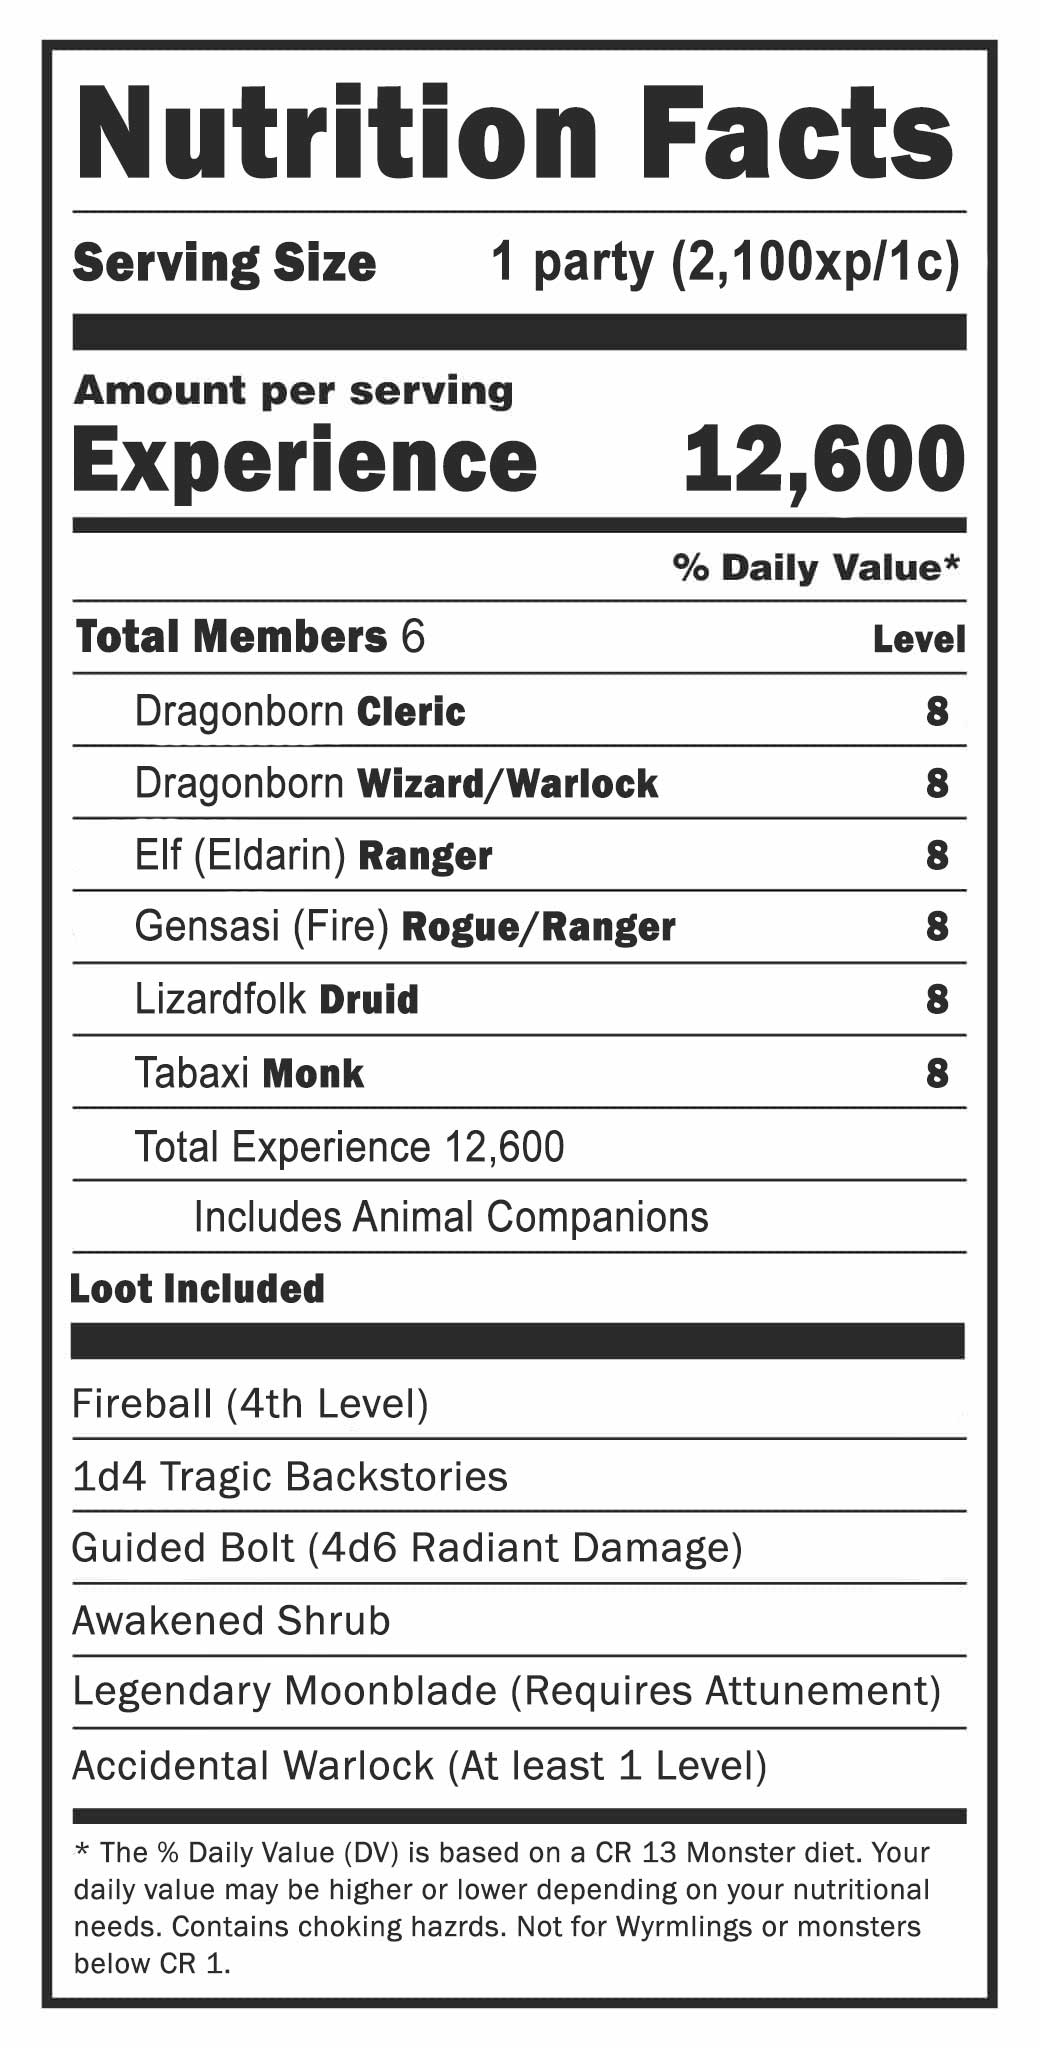 Nutrition Facts
Serving Size 1 party (2,100xp/1c)
Amount per serving
Experience 12,600
% Daily Value*
Total Members 6 Level
Dragonborn Cleric 8
Dragonborn Wizard/Warlock 8
Elf (Eldarin) Ranger 8
Gensasi (Fire) Rogue/Ranger 8
Lizardfolk Druid 8
Tabaxi Monk 8
Total Experience 12,600
Includes Animal Companions
Loot Included
Fireball (4th Level)
1d4 Tragic Backstories
Guided Bolt (4d6 Radiant Damage)
Awakened Shrub
Legendary Moonblade (Requires Attunement)
Accidental Warlock (At least 1 Level)
* The % Daily Value (DV) is based on a CR 13 Monster diet. Your
daily value may be higher or lower depending on your nutritional
needs. Contains choking hazrds. Not for Wyrmlings or monsters
below CR 1.